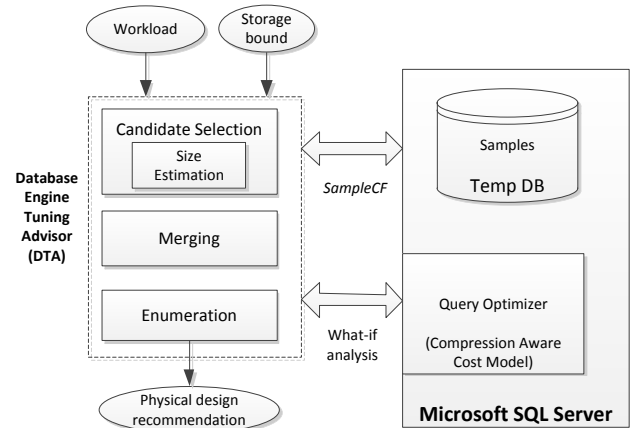 Workload
Storage
bound
Candidate Selection
Size
Estimation
Database
Engine
Tuning
Advisor
(DTA)
Merging
Enumeration
Physical design
recommendation
SampleCF
What-if
analysis
Samples
Temp DB
Query Optimizer
(Compression Aware
Cost Model)
Microsoft SQL Server